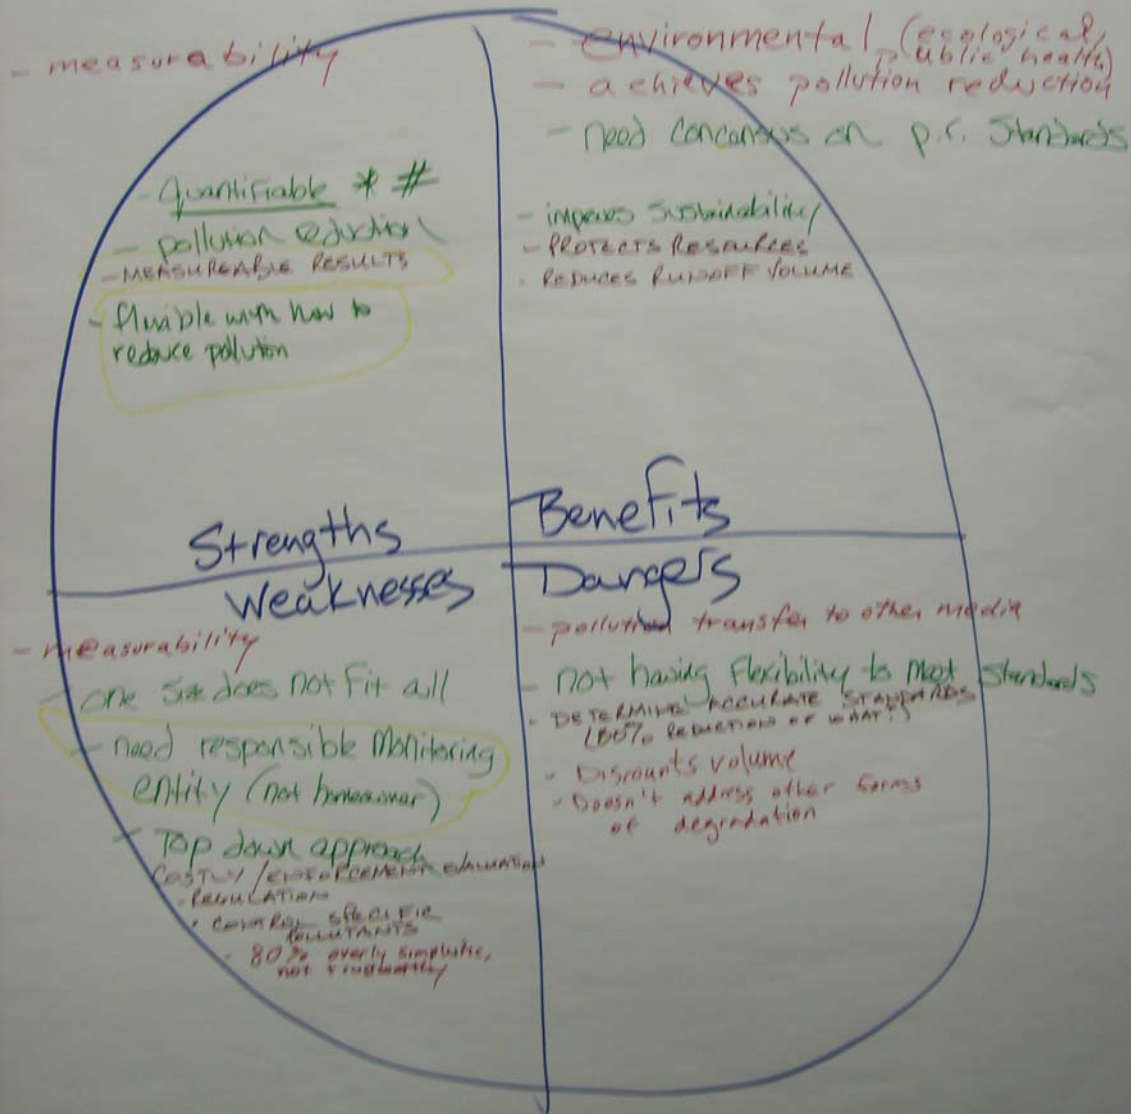 - measurability
- Quantifiable * #
- pollution reduction
- MEASUREABLE RESULTS
- flexible with how to
reduce pollution
Strengths
- environmental (ecological,
public health)
- achieves pollution reduction
- need concensus on p.r. Standards
- improves sustainability
- PROTECTS RESOURCES
- REDUCES RUNOFF VOLUME
Benefits
Weaknesses
- measurability
- one size does not fit all
- need responsible monitoring
entity (not homeowner)
- Top down approach
COSTLY / ENFORCEMENT EVALUATION
- REGULATION
- CONTROL SPECIFIC
POLLUTANTS
- 80% overly simplistic,
not trustworthy
Dangers
- pollution transfer to other media
- not having flexibility to meet standards
- DETERMINE ACCURATE STANDARDS
(80% REDUCTION OF WHAT?)
- Discounts volume
- Doesn't address other forms
of degradation